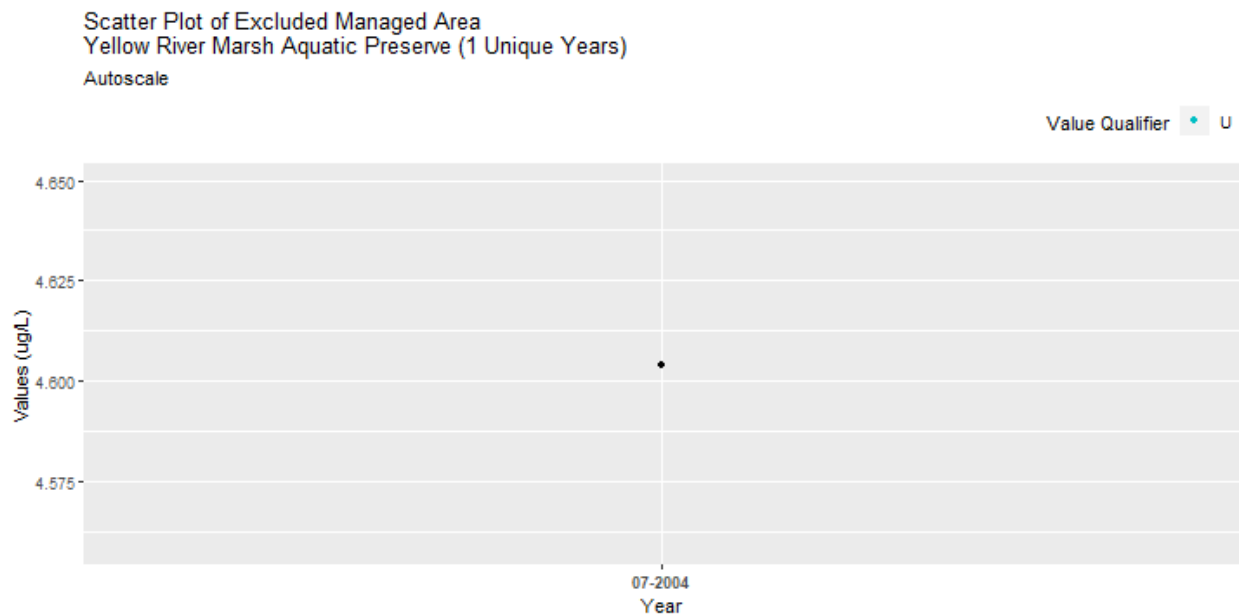 Scatter Plot of Excluded Managed Area
Yellow River Marsh Aquatic Preserve (1 Unique Years)
Autoscale
Value Qualifier U
4.650
4.625
4.600
4.575
Values (ug/L)
07-2004
Year